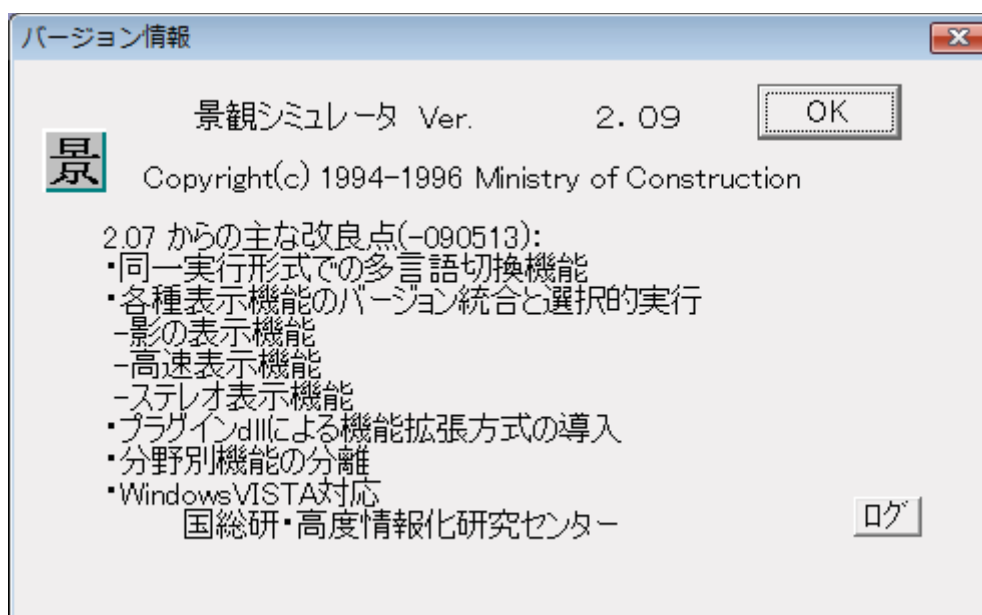 バージョン情報
景観シミュレータ Ver. 2.09
OK
景
Copyright(c) 1994-1996 Ministry of Construction
2.07 からの主な改良点(-090513):
・同一実行形式での多言語切換機能
・各種表示機能のバージョン統合と選択的実行
-影の表示機能
-高速表示機能
-ステレオ表示機能
・プラグインdllによる機能拡張方式の導入
・分野別機能の分離
・WindowsVISTA対応
国総研・高度情報化研究センター
ログ